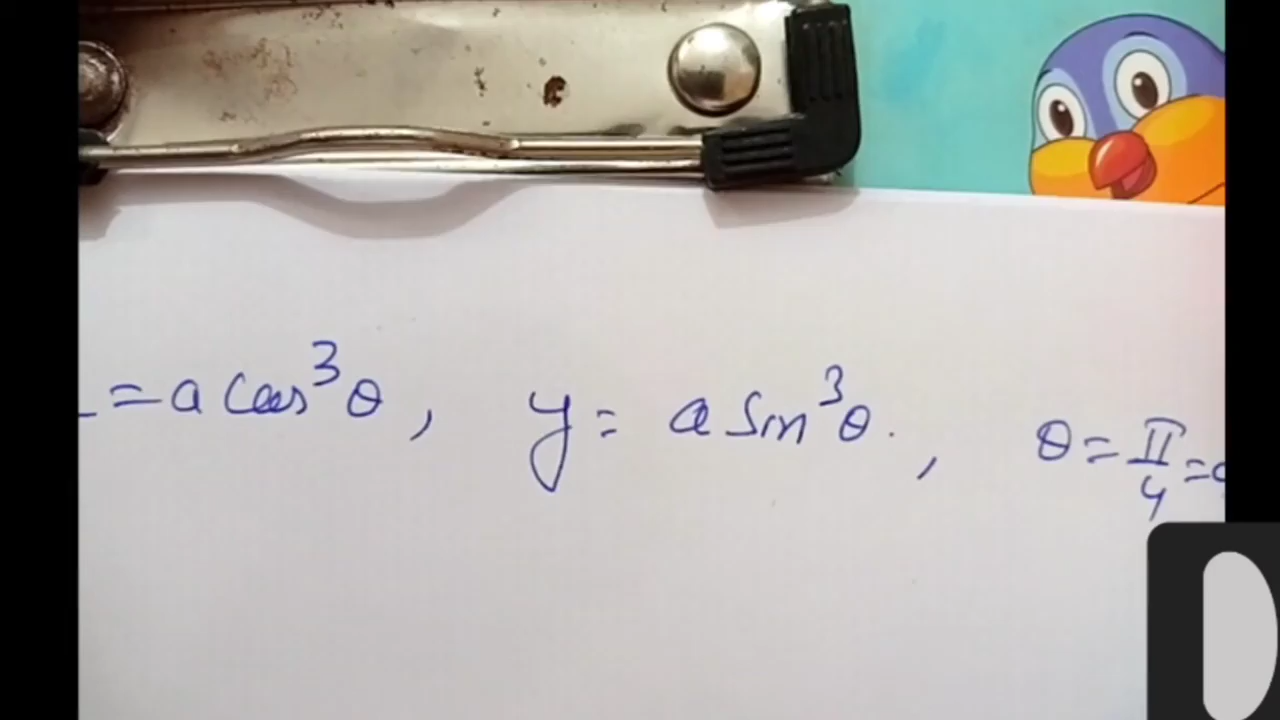 = a cos³θ, y = a sin³θ. , θ = π/4 =